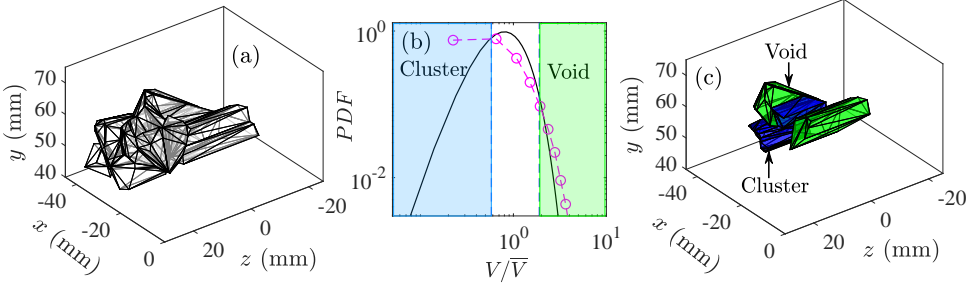 (a)
70
60
50
40
y (mm)
-40
-20
0
x (mm)
20
0
-20
z (mm)
(b)
Cluster
Void
10^0
10^-2
PDF
10^0
10^1
V/V̅
(c)
Void
Cluster
70
60
50
40
y (mm)
-40
-20
0
x (mm)
20
0
-20
z (mm)